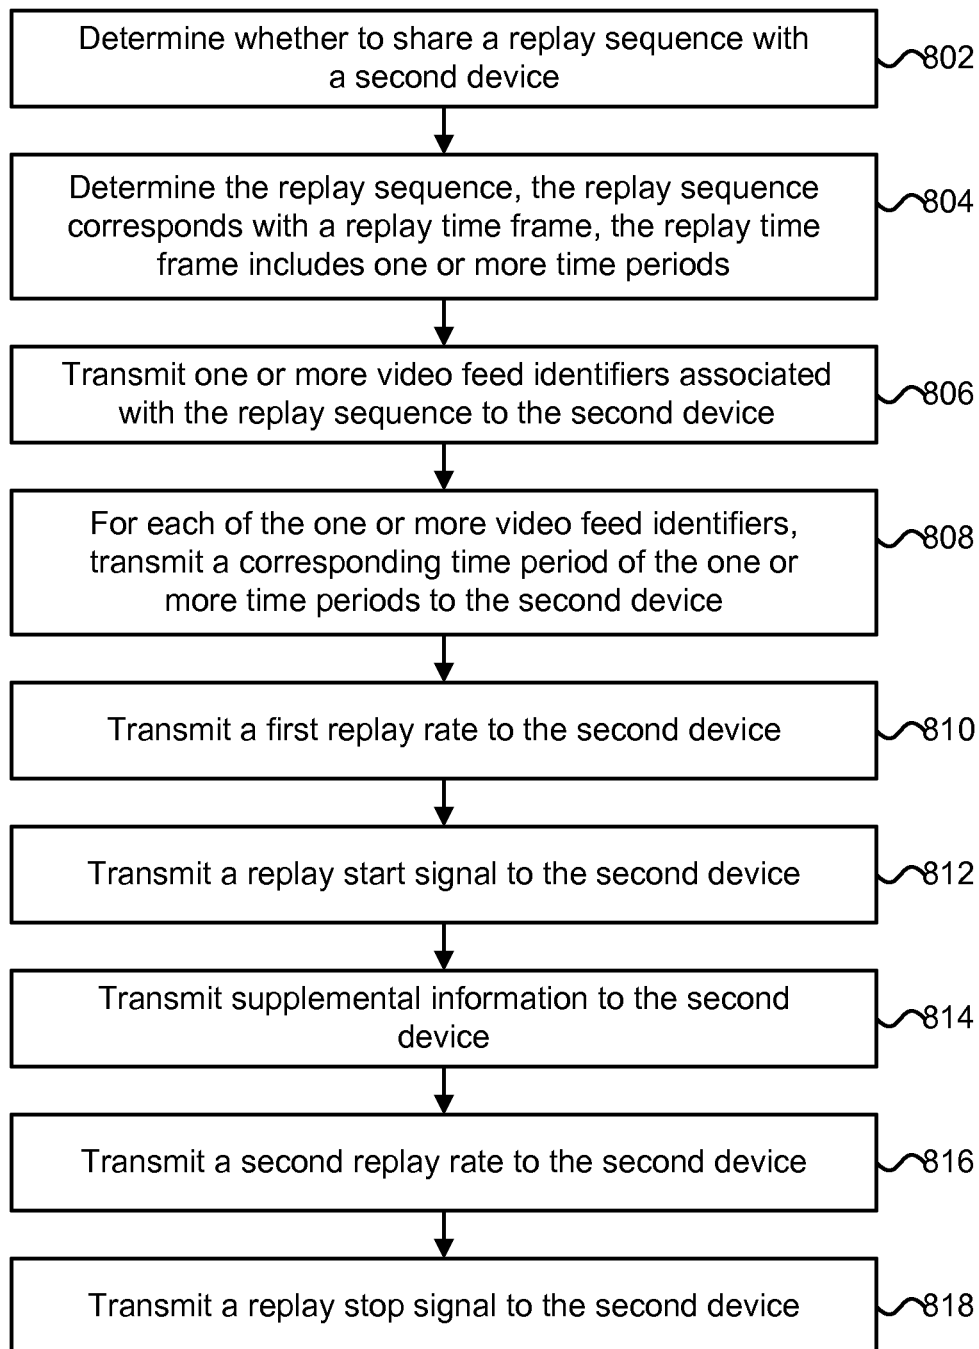 Determine whether to share a replay sequence with
a second device
802
Determine the replay sequence, the replay sequence
corresponds with a replay time frame, the replay time
frame includes one or more time periods
804
Transmit one or more video feed identifiers associated
with the replay sequence to the second device
806
For each of the one or more video feed identifiers,
transmit a corresponding time period of the one or
more time periods to the second device
808
Transmit a first replay rate to the second device
810
Transmit a replay start signal to the second device
812
Transmit supplemental information to the second
device
814
Transmit a second replay rate to the second device
816
Transmit a replay stop signal to the second device
818